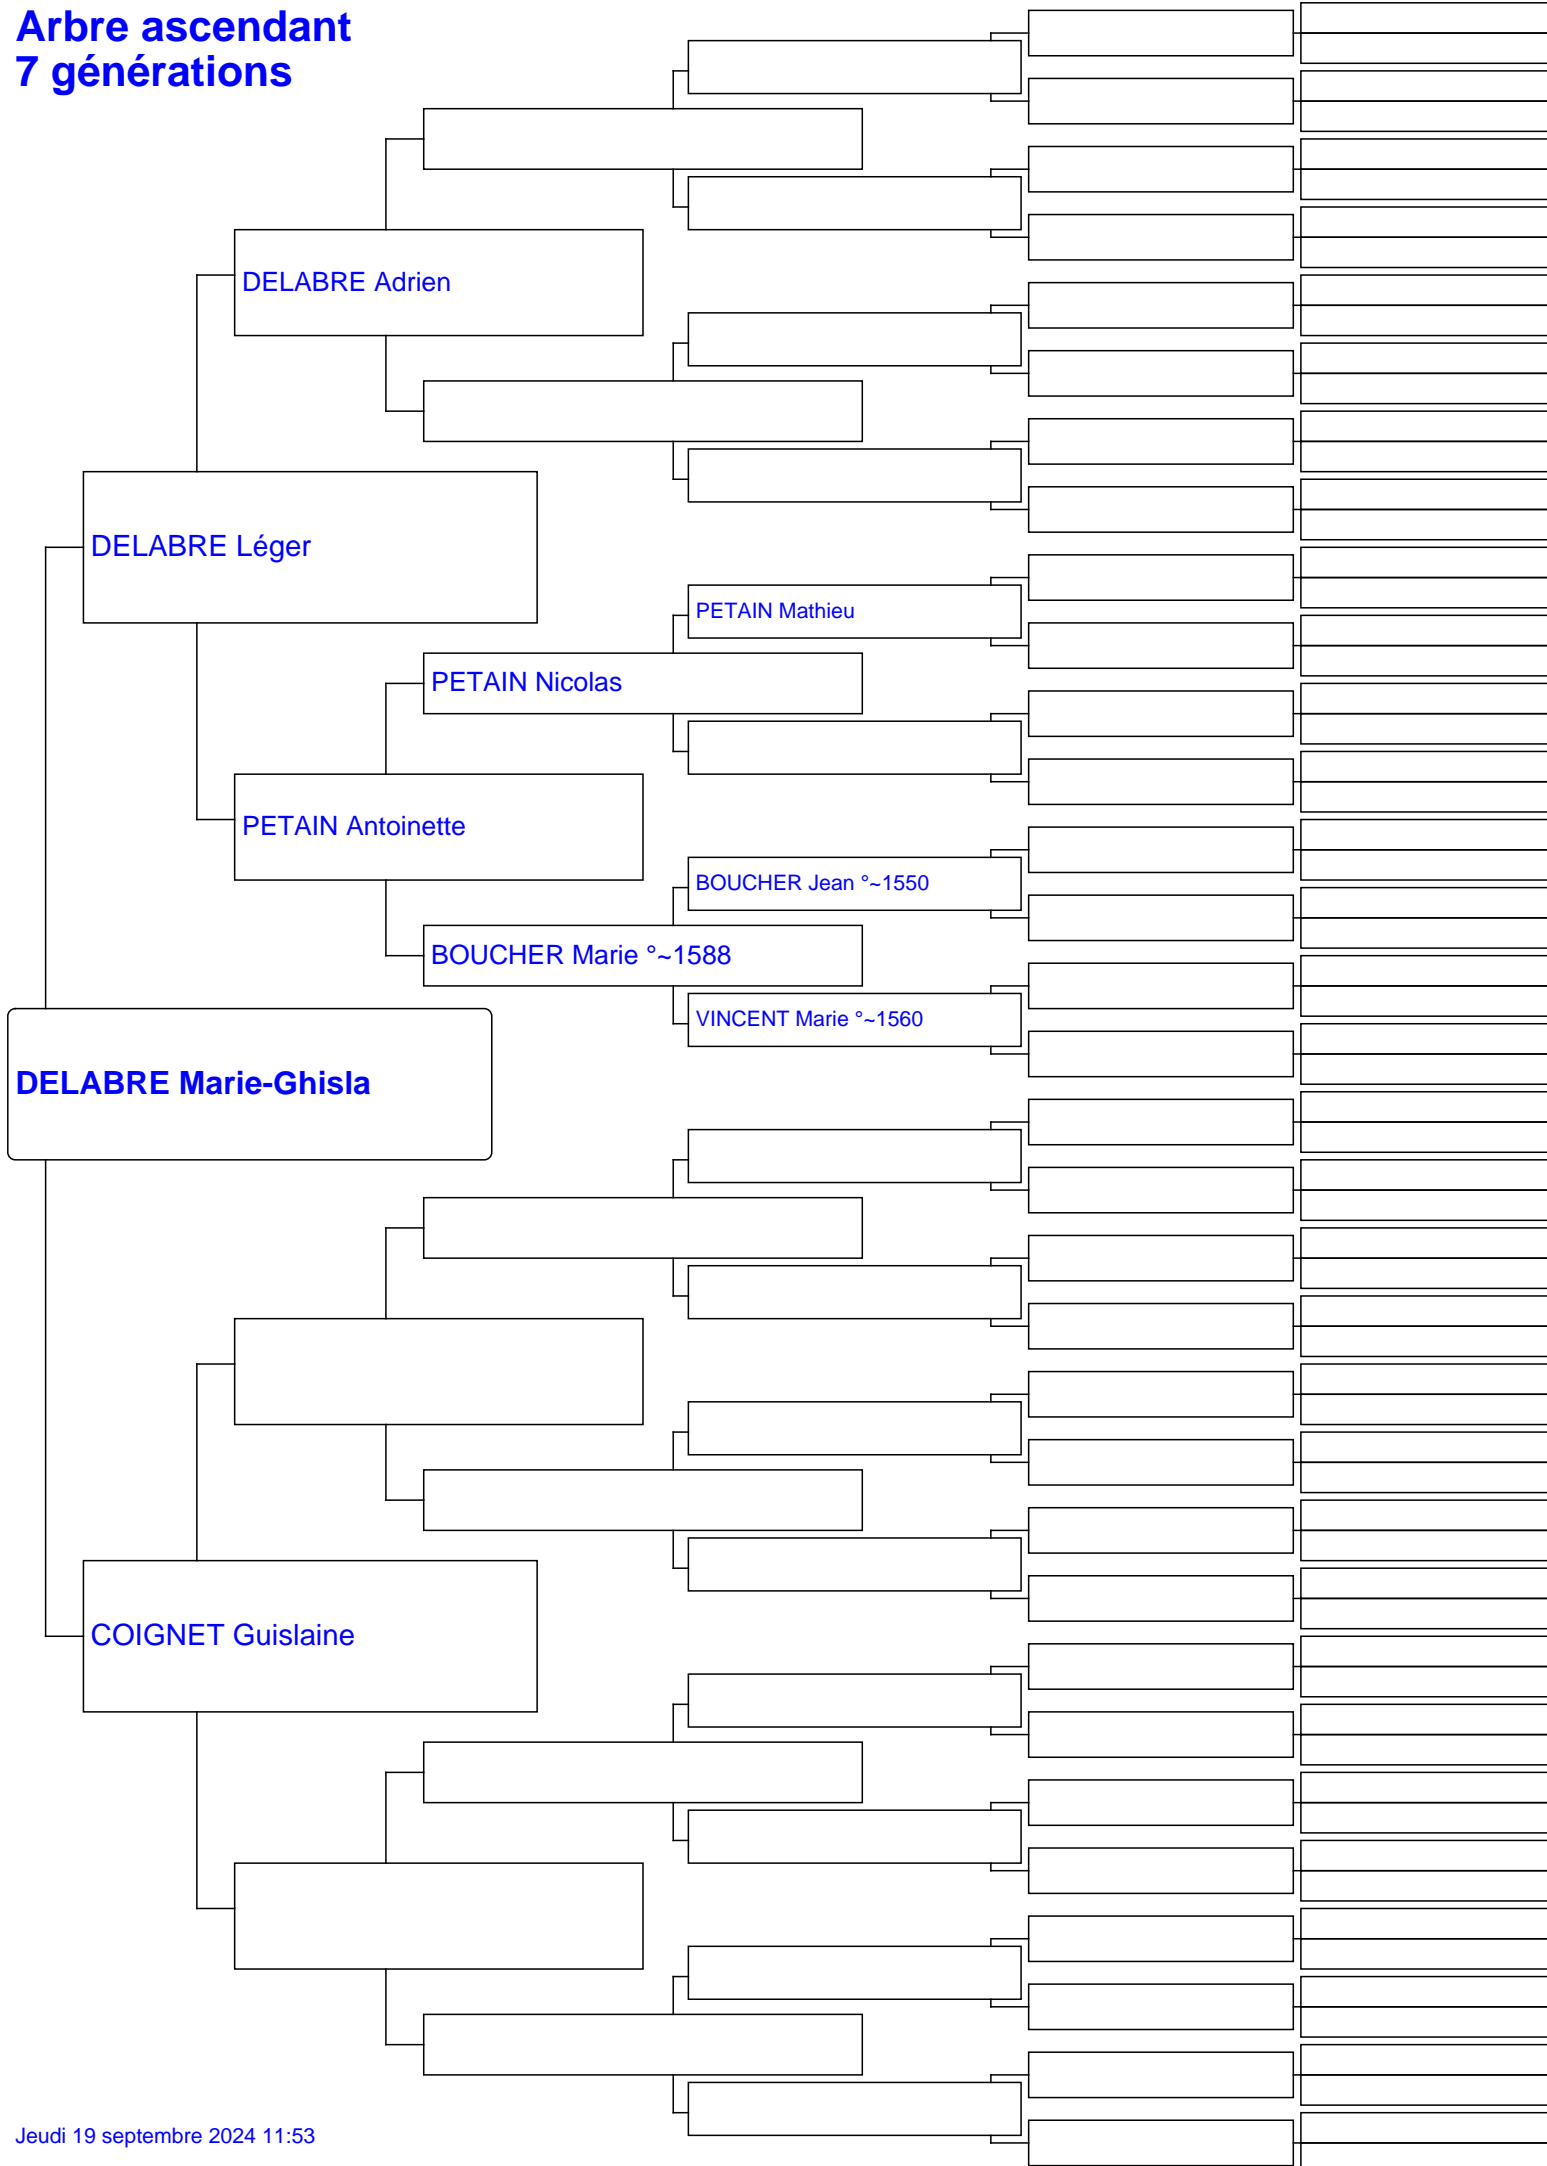 Arbre ascendant
7 générations
DELABRE Adrien
DELABRE Léger
PETAIN Mathieu
PETAIN Nicolas
PETAIN Antoinette
BOUCHER Jean °~1550
BOUCHER Marie °~1588
VINCENT Marie °~1560
DELABRE Marie-Ghisla
COIGNET Guislaine
Jeudi 19 septembre 2024 11:53